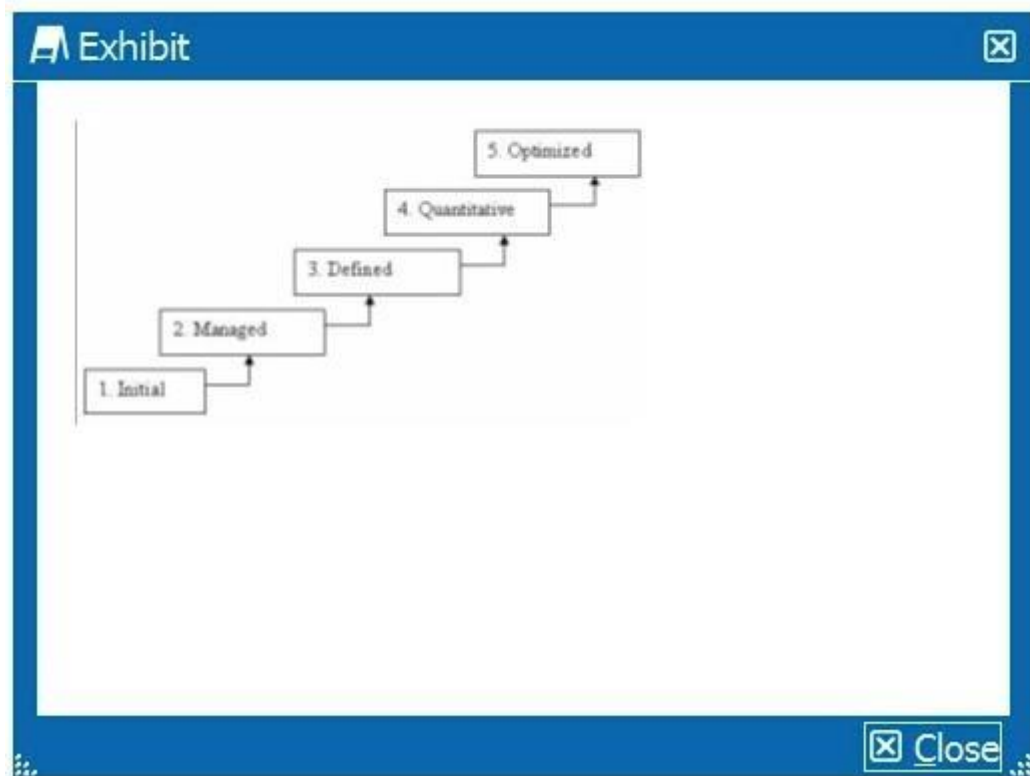 Exhibit
5. Optimized
4. Quantitative
3. Defined
2. Managed
1. Initial
Close